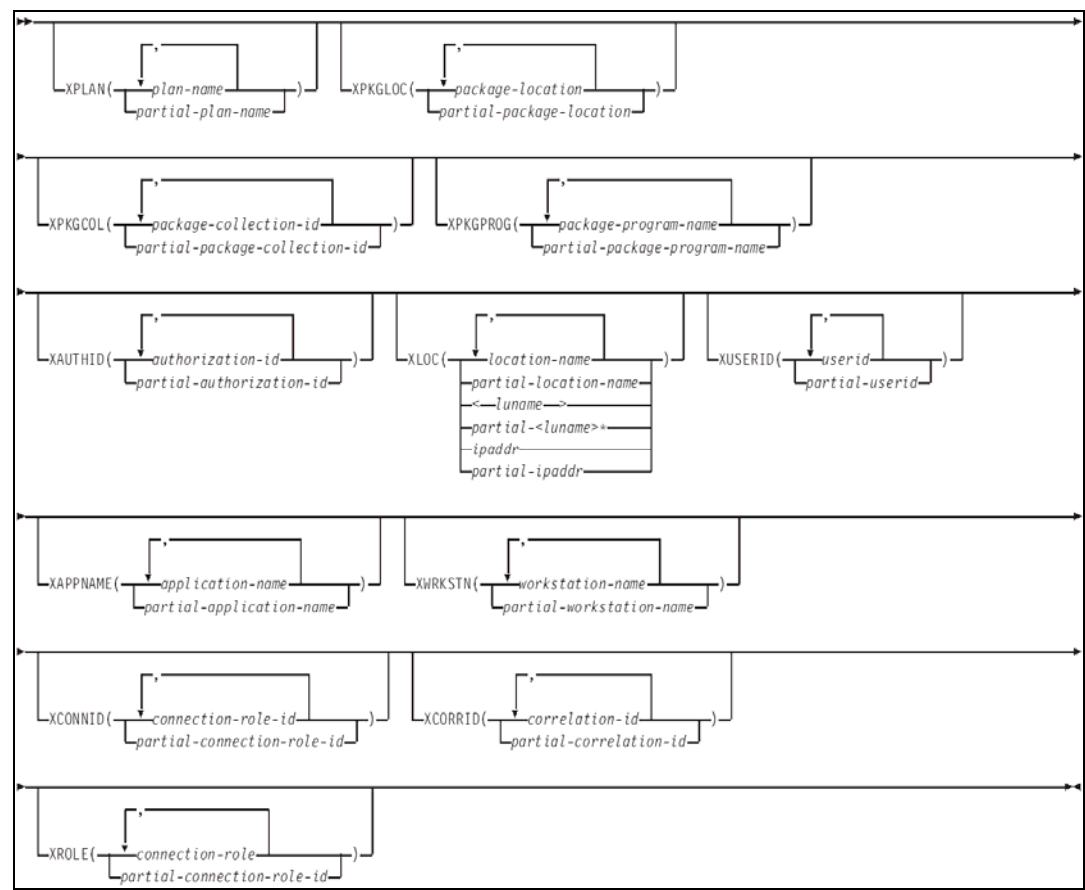 ,
,
XPLAN( plan-name ) XPKGLOC( package-location )
partial-plan-name partial-package-location
,
,
XPKGCOL( package-collection-id ) XPKGPROG( package-program-name )
partial-package-collection-id partial-package-program-name
, , ,
XAUTHID( authorization-id ) XLOC( location-name ) XUSERID( userid )
partial-authorization-id partial-location-name partial-userid
< luname >
partial-<luname>*
ipaddr
partial-ipaddr
, ,
XAPPNAME( application-name ) XWRKSTN( workstation-name )
partial-application-name partial-workstation-name
, ,
XCONNID( connection-role-id ) XCORRID( correlation-id )
partial-connection-role-id partial-correlation-id
,
XROLE( connection-role )
partial-connection-role-id